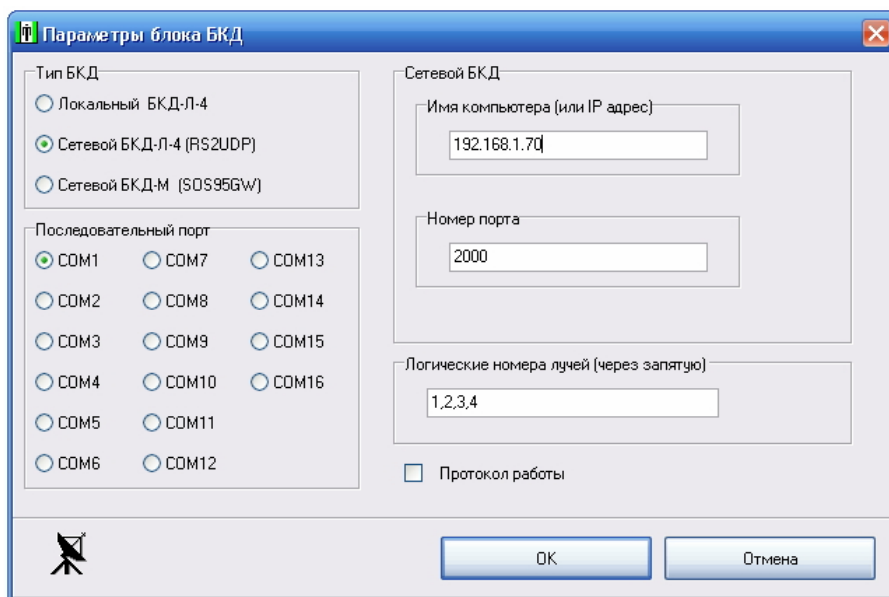 Параметры блока БКД
Тип БКД
Локальный БКД-Л-4
Сетевой БКД-Л-4 (RS2UDP)
Сетевой БКД-М (SOS95GW)
Последовательный порт
COM1 COM7 COM13
COM2 COM8 COM14
COM3 COM9 COM15
COM4 COM10 COM16
COM5 COM11
COM6 COM12
Сетевой БКД
Имя компьютера (или IP адрес)
192.168.1.70
Номер порта
2000
Логические номера лучей (через запятую)
1,2,3,4
Протокол работы
OK
Отмена